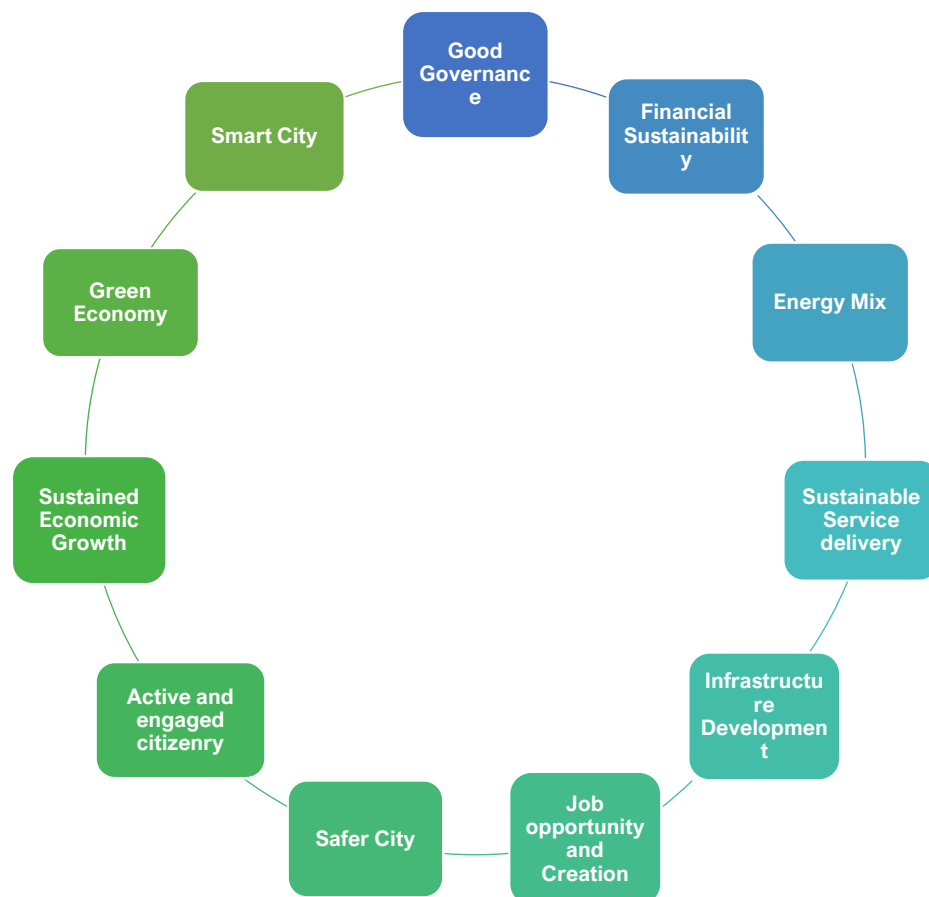 Good
Governanc
e
Financial
Sustainabilit
y
Energy Mix
Sustainable
Service
delivery
Infrastructu
re
Developmen
t
Job
opportunity
and
Creation
Safer City
Active and
engaged
citizenry
Sustained
Economic
Growth
Green
Economy
Smart City